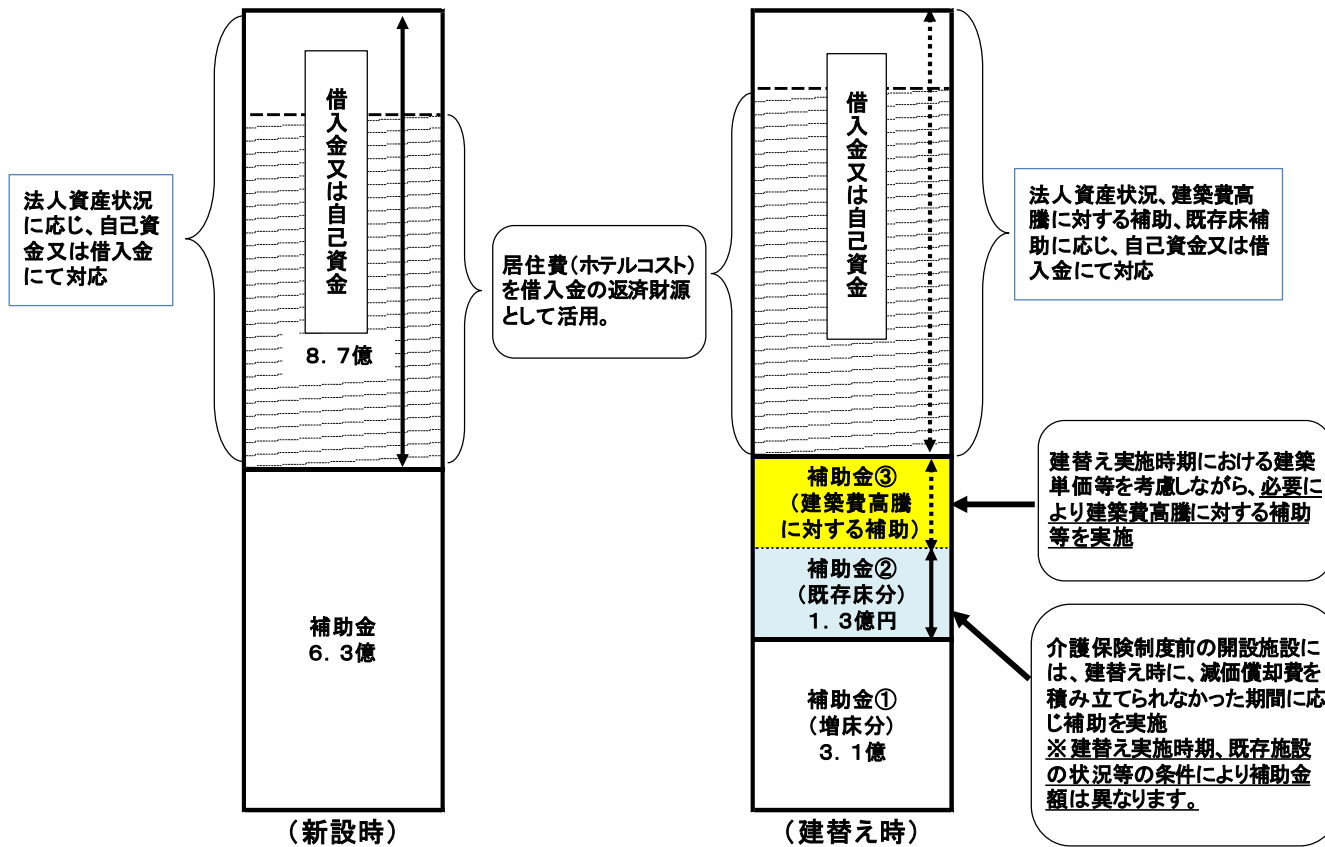 法人資産状況
に応じ、自己資
金又は借入金
にて対応
借入金又は自己資金
8．7億
補助金
6．3億
（新設時）
居住費（ホテルコスト）
を借入金の返済財源
として活用。
借入金又は自己資金
補助金③
（建築費高騰
に対する補助）
補助金②
（既存床分）
1．3億円
補助金①
（増床分）
3．1億
（建替え時）
法人資産状況、建築費高
騰に対する補助、既存床補
助に応じ、自己資金又は借
入金にて対応
建替え実施時期における建築
単価等を考慮しながら、必要に
より建築費高騰に対する補助
等を実施
介護保険制度前の開設施設に
は、建替え時に、減価償却費を
積み立てられなかった期間に応
じ補助を実施
※建替え実施時期、既存施設
の状況等の条件により補助金
額は異なります。